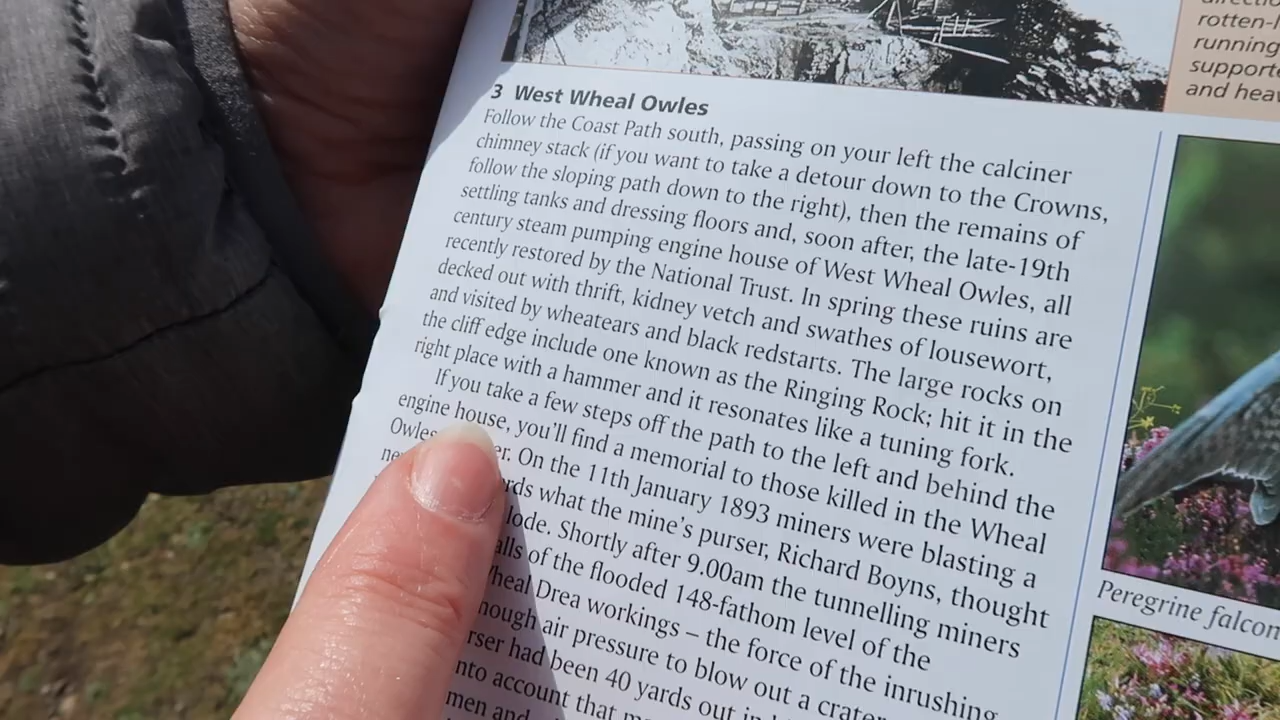 3 West Wheal Owles
Follow the Coast Path south, passing on your left the calciner
chimney stack (if you want to take a detour down to the Crowns,
follow the sloping path down to the right), then the remains of
settling tanks and dressing floors and, soon after, the late-19th
century steam pumping engine house of West Wheal Owles, all
recently restored by the National Trust. In spring these ruins are
decked out with thrift, kidney vetch and swathes of lousewort,
and visited by wheatears and black redstarts. The large rocks on
the cliff edge include one known as the Ringing Rock; hit it in the
right place with a hammer and it resonates like a tuning fork.
If you take a few steps off the path to the left and behind the
engine house, you'll find a memorial to those killed in the Wheal
Owles. On the 11th January 1893 miners were blasting a
what the mine's purser, Richard Boyns, thought
lode. Shortly after 9.00am the tunnelling miners
of the flooded 148-fathom level of the
Wheal Drea workings – the force of the inrushing
air pressure to blow out a crater
had been 40 yards out in
account that
men and
rotten-
running
supporte
and heav
Peregrine falcon